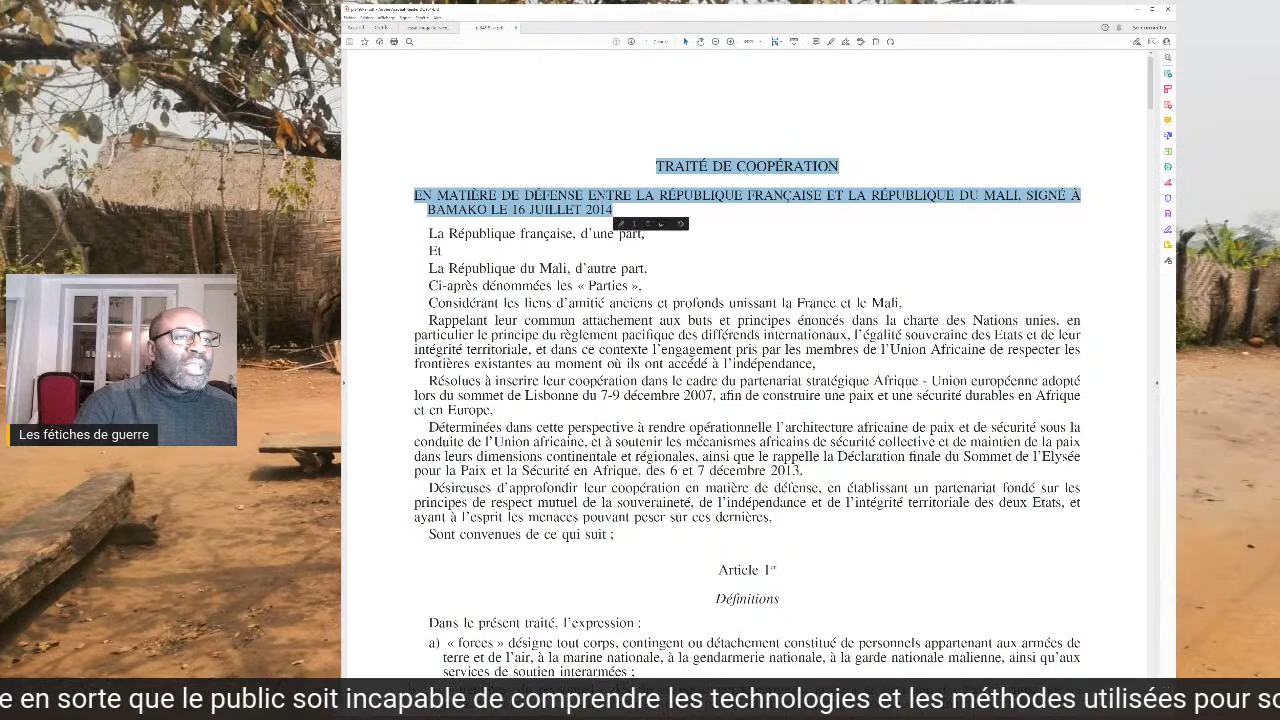 Se connecter
TRAITÉ DE COOPÉRATION
EN MATIÈRE DE DÉFENSE ENTRE LA RÉPUBLIQUE FRANÇAISE ET LA RÉPUBLIQUE DU MALI, SIGNÉ À
BAMAKO LE 16 JUILLET 2014
La République française, d’une part,
Et
La République du Mali, d’autre part,
Ci-après dénommées les « Parties »,
Considérant les liens d’amitié anciens et profonds unissant la France et le Mali,
Rappelant leur commun attachement aux buts et principes énoncés dans la charte des Nations unies, en
particulier le principe du règlement pacifique des différends internationaux, l’égalité souveraine des Etats et de leur
intégrité territoriale, et dans ce contexte l’engagement pris par les membres de l’Union Africaine de respecter les
frontières existantes au moment où ils ont accédé à l’indépendance,
Résolues à inscrire leur coopération dans le cadre du partenariat stratégique Afrique - Union européenne adopté
lors du sommet de Lisbonne du 7-9 décembre 2007, afin de construire une paix et une sécurité durables en Afrique
et en Europe,
Déterminées dans cette perspective à rendre opérationnelle l’architecture africaine de paix et de sécurité sous la
conduite de l’Union africaine, et à soutenir les mécanismes africains de sécurité collective et de maintien de la paix
dans leurs dimensions continentale et régionales, ainsi que le rappelle la Déclaration finale du Sommet de l’Elysée
pour la Paix et la Sécurité en Afrique, des 6 et 7 décembre 2013,
Désireuses d’approfondir leur coopération en matière de défense, en établissant un partenariat fondé sur les
principes de respect mutuel de la souveraineté, de l’indépendance et de l’intégrité territoriale des deux Etats, et
ayant à l’esprit les menaces pouvant peser sur ces dernières,
Sont convenues de ce qui suit :
Article 1er
Définitions
Dans le présent traité, l’expression :
a) « forces » désigne tout corps, contingent ou détachement constitué de personnels appartenant aux armées de
terre et de l’air, à la marine nationale, à la gendarmerie nationale, à la garde nationale malienne, ainsi qu’aux
services de soutien interarmées ;
Les fétiches de guerre
e en sorte que le public soit incapable de comprendre les technologies et les méthodes utilisées pour so